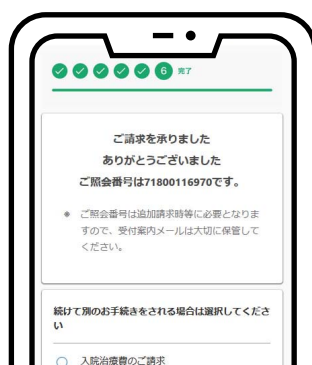 6 完了
ご請求を承りました
ありがとうございました
ご照会番号は71800116970です。
※ ご照会番号は追加請求時等に必要となりま
すので、受付案内メールは大切に保管して
ください。
続けて別のお手続きをされる場合は選択してくださ
い
入院治療費のご請求